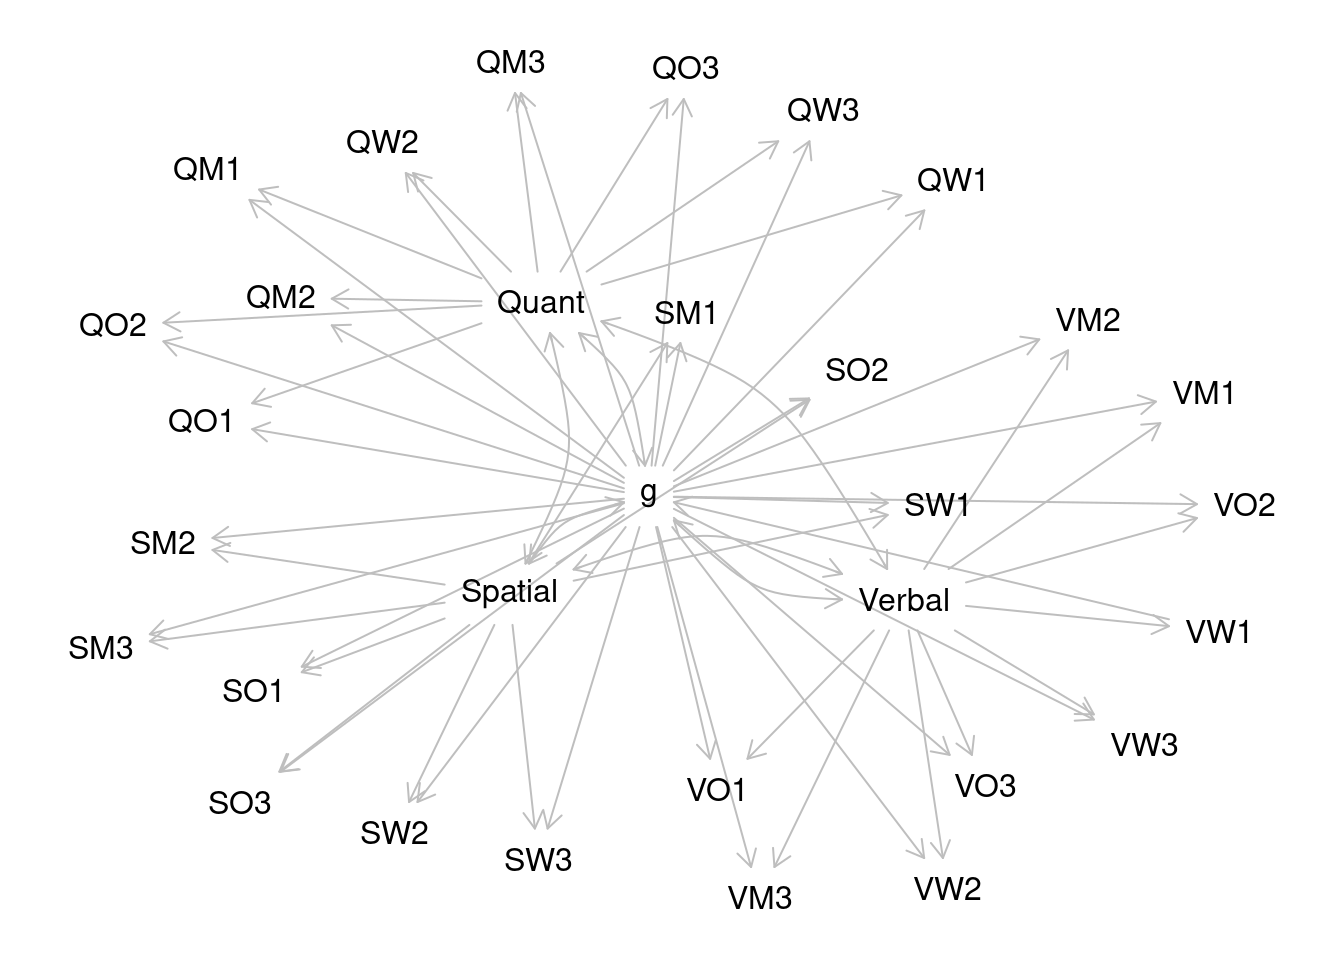 QM3
QO3
QW3
QW2
QM1
QW1
QM2
Quant
SM1
QO2
VM2
SO2
VM1
QO1
g
SW1
VO2
SM2
Spatial
Verbal
VW1
SM3
SO1
VW3
VO3
VO1
SO3
SW2
SW3
VW2
VM3